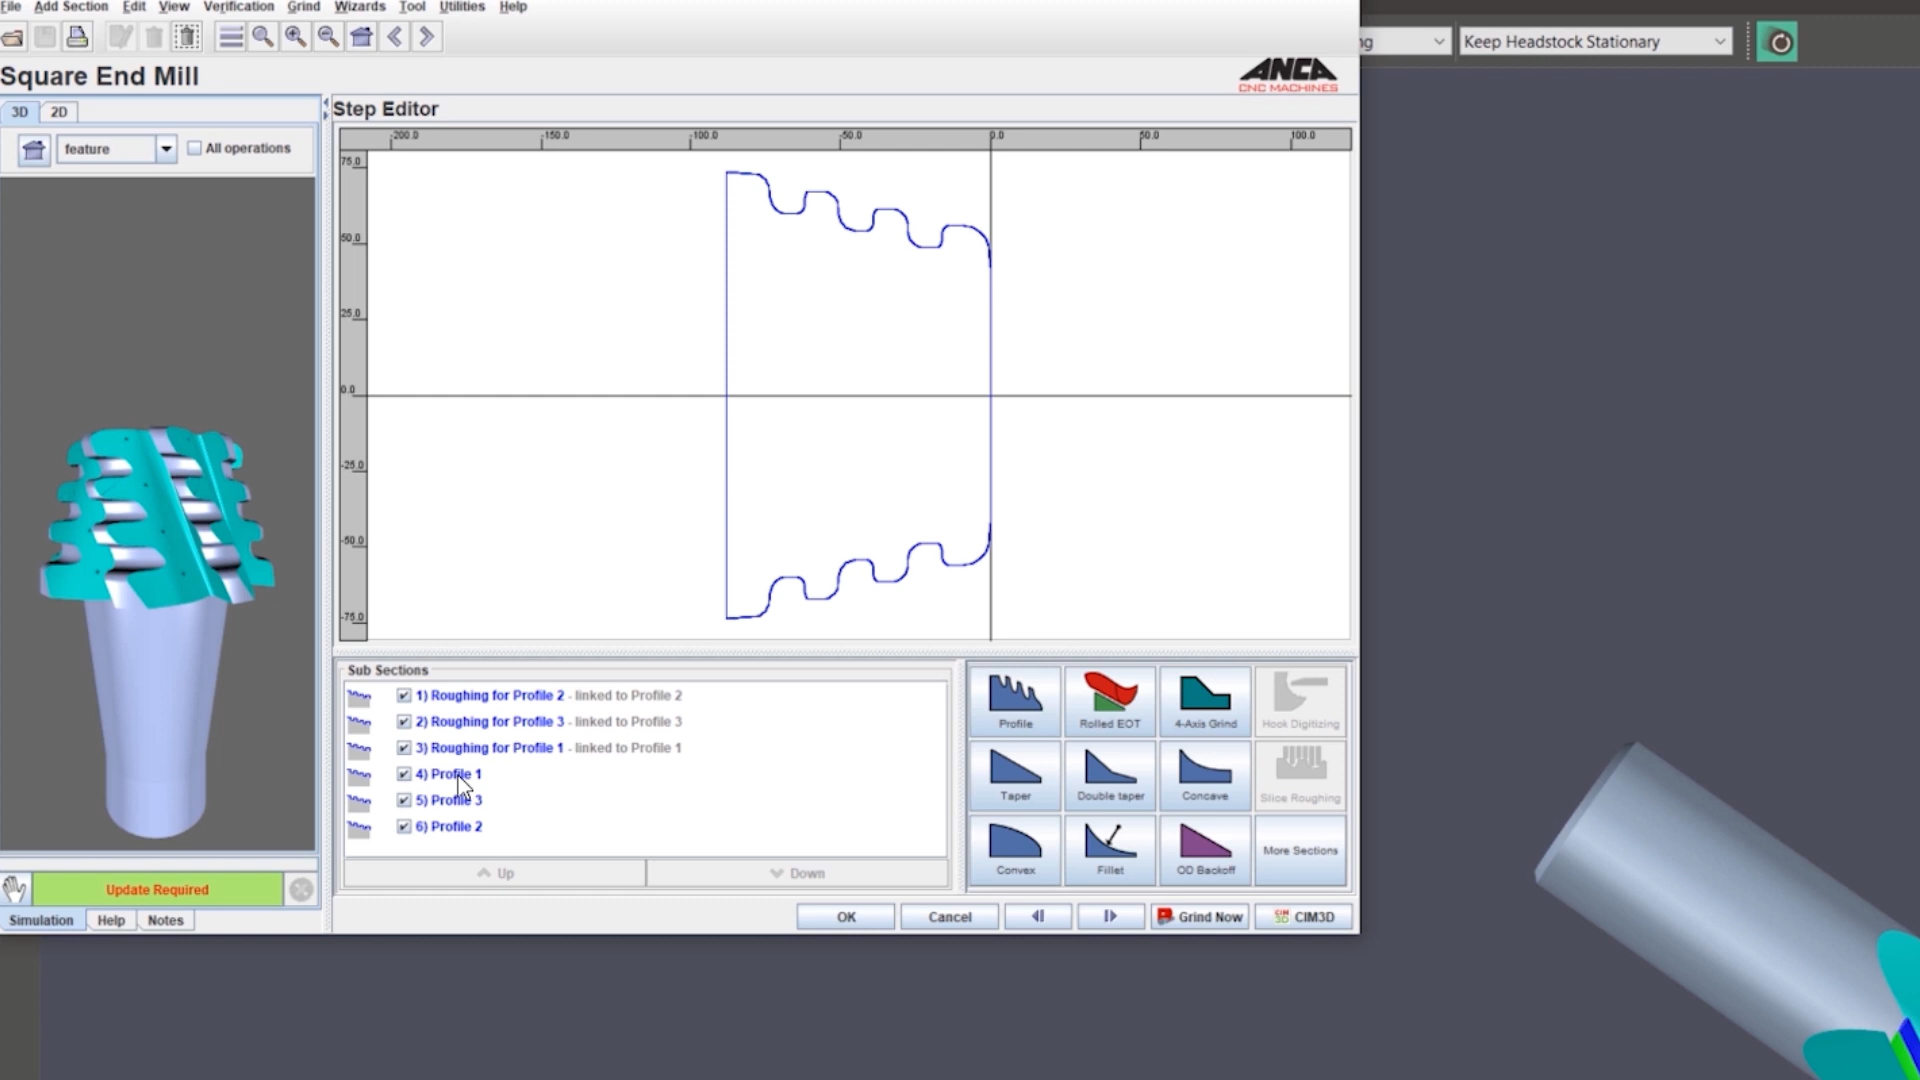 File Add Section Edit View Verification Grind Wizards Tool Utilities Help
Keep Headstock Stationary
Square End Mill
ANCA
CNC MACHINES
3D 2D
Step Editor
feature
All operations
-200.0 -150.0 -100.0 -50.0 0.0 50.0 100.0
75.0
50.0
25.0
0.0
-25.0
-50.0
-75.0
Sub Sections
1) Roughing for Profile 2 - linked to Profile 2
2) Roughing for Profile 3 - linked to Profile 3
3) Roughing for Profile 1 - linked to Profile 1
4) Profile 1
5) Profile 3
6) Profile 2
Up Down
Profile Rolled EOT 4-Axis Grind Hook Digitizing
Taper Double taper Concave Slice Roughing
Convex Fillet OD Backoff More Sections
Update Required
Simulation Help Notes
OK Cancel Grind Now CIM3D